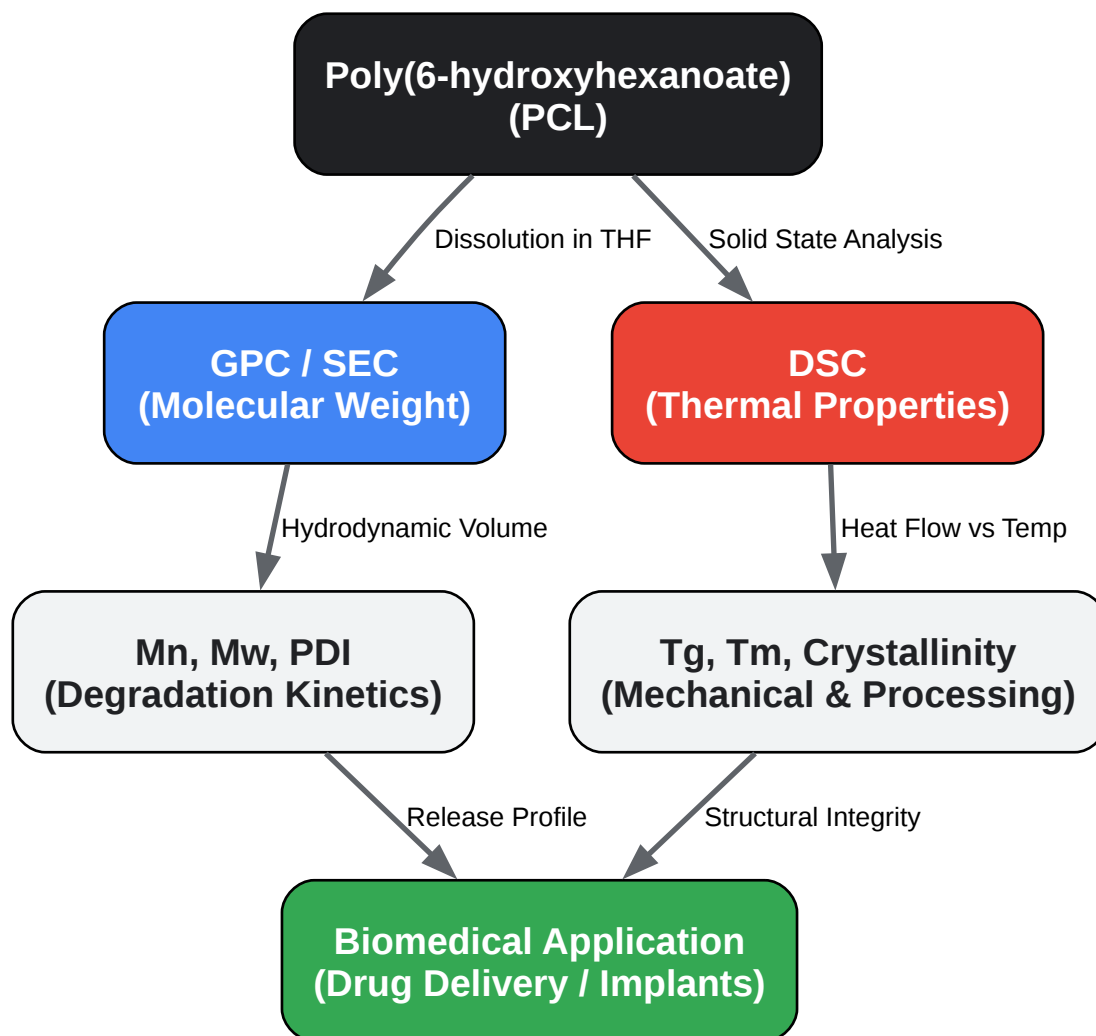 Poly(6-hydroxyhexanoate)
(PCL)
Dissolution in THF
Solid State Analysis
GPC / SEC
(Molecular Weight)
DSC
(Thermal Properties)
Hydrodynamic Volume
Heat Flow vs Temp
Mn, Mw, PDI
(Degradation Kinetics)
Tg, Tm, Crystallinity
(Mechanical & Processing)
Release Profile
Structural Integrity
Biomedical Application
(Drug Delivery / Implants)